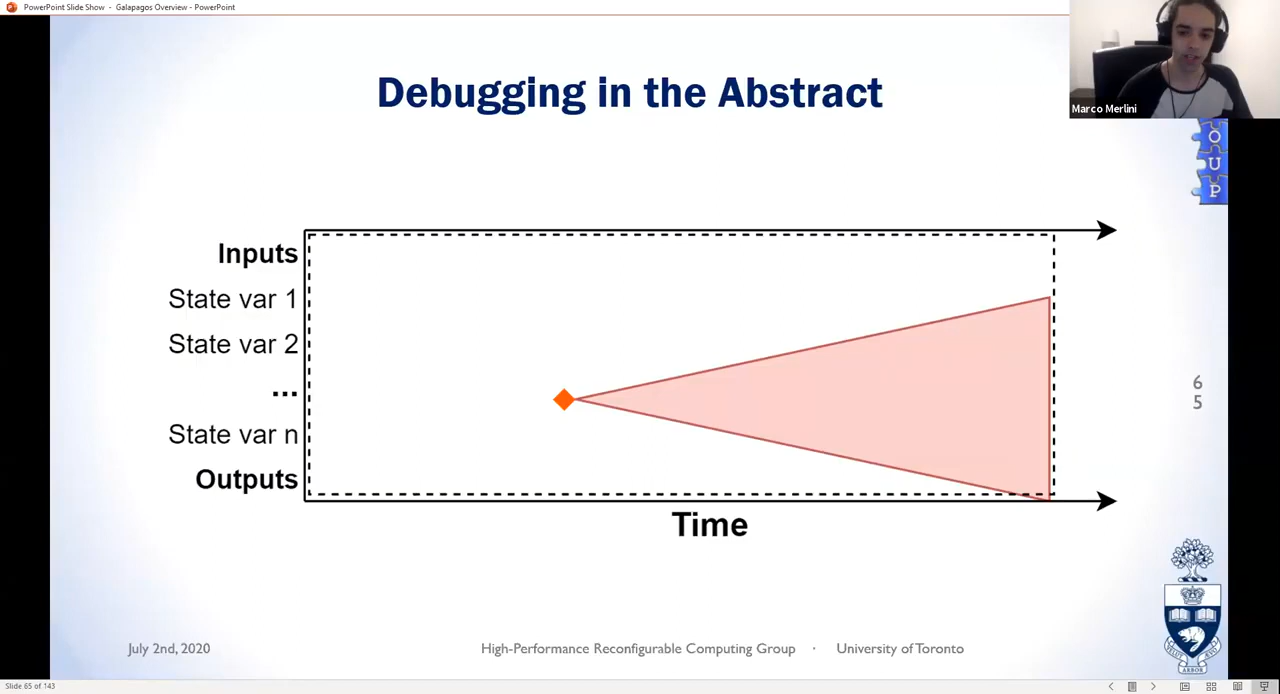 PowerPoint Slide Show - Galapagos Overview - PowerPoint
Marco Merlini
Debugging in the Abstract
O
U
P
Inputs
State var 1
State var 2
...
State var n
Outputs
Time
6
5
July 2nd, 2020
High-Performance Reconfigurable Computing Group · University of Toronto
Slide 65 of 143